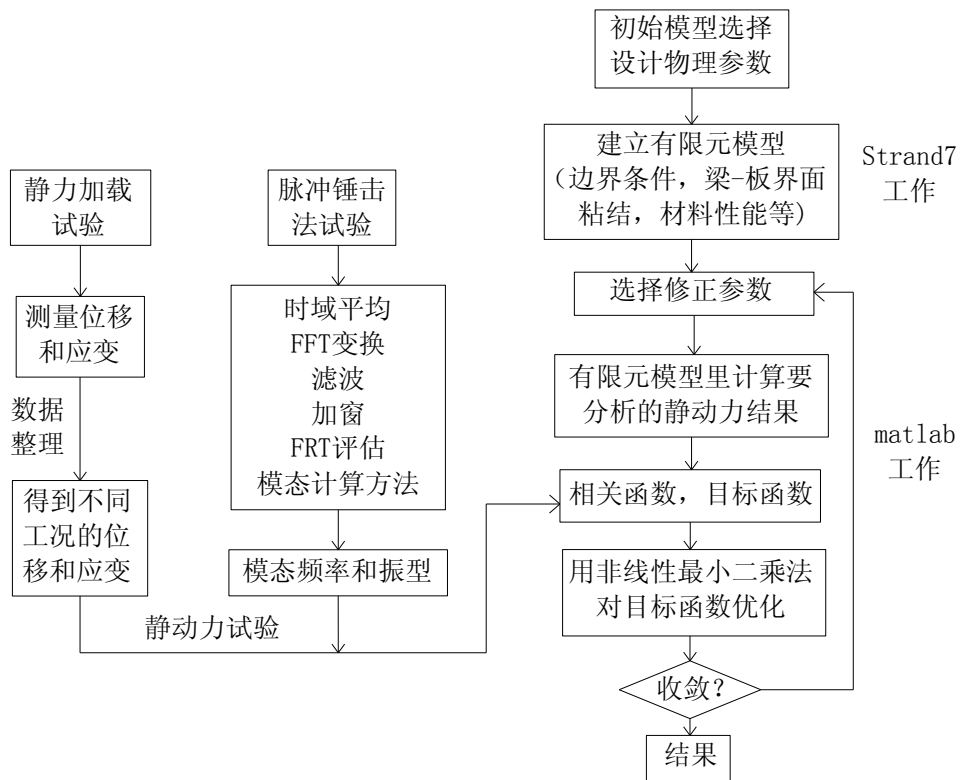 初始模型选择
设计物理参数
建立有限元模型
（边界条件，梁-板界面
粘结，材料性能等)
Strand7
工作
静力加载
试验
脉冲锤击
法试验
选择修正参数
测量位移
和应变
时域平均
FFT变换
滤波
加窗
FRT评估
模态计算方法
有限元模型里计算要
分析的静动力结果
数据
整理
matlab
工作
得到不同
工况的位
移和应变
相关函数，目标函数
模态频率和振型
用非线性最小二乘法
对目标函数优化
静动力试验
收敛？
结果